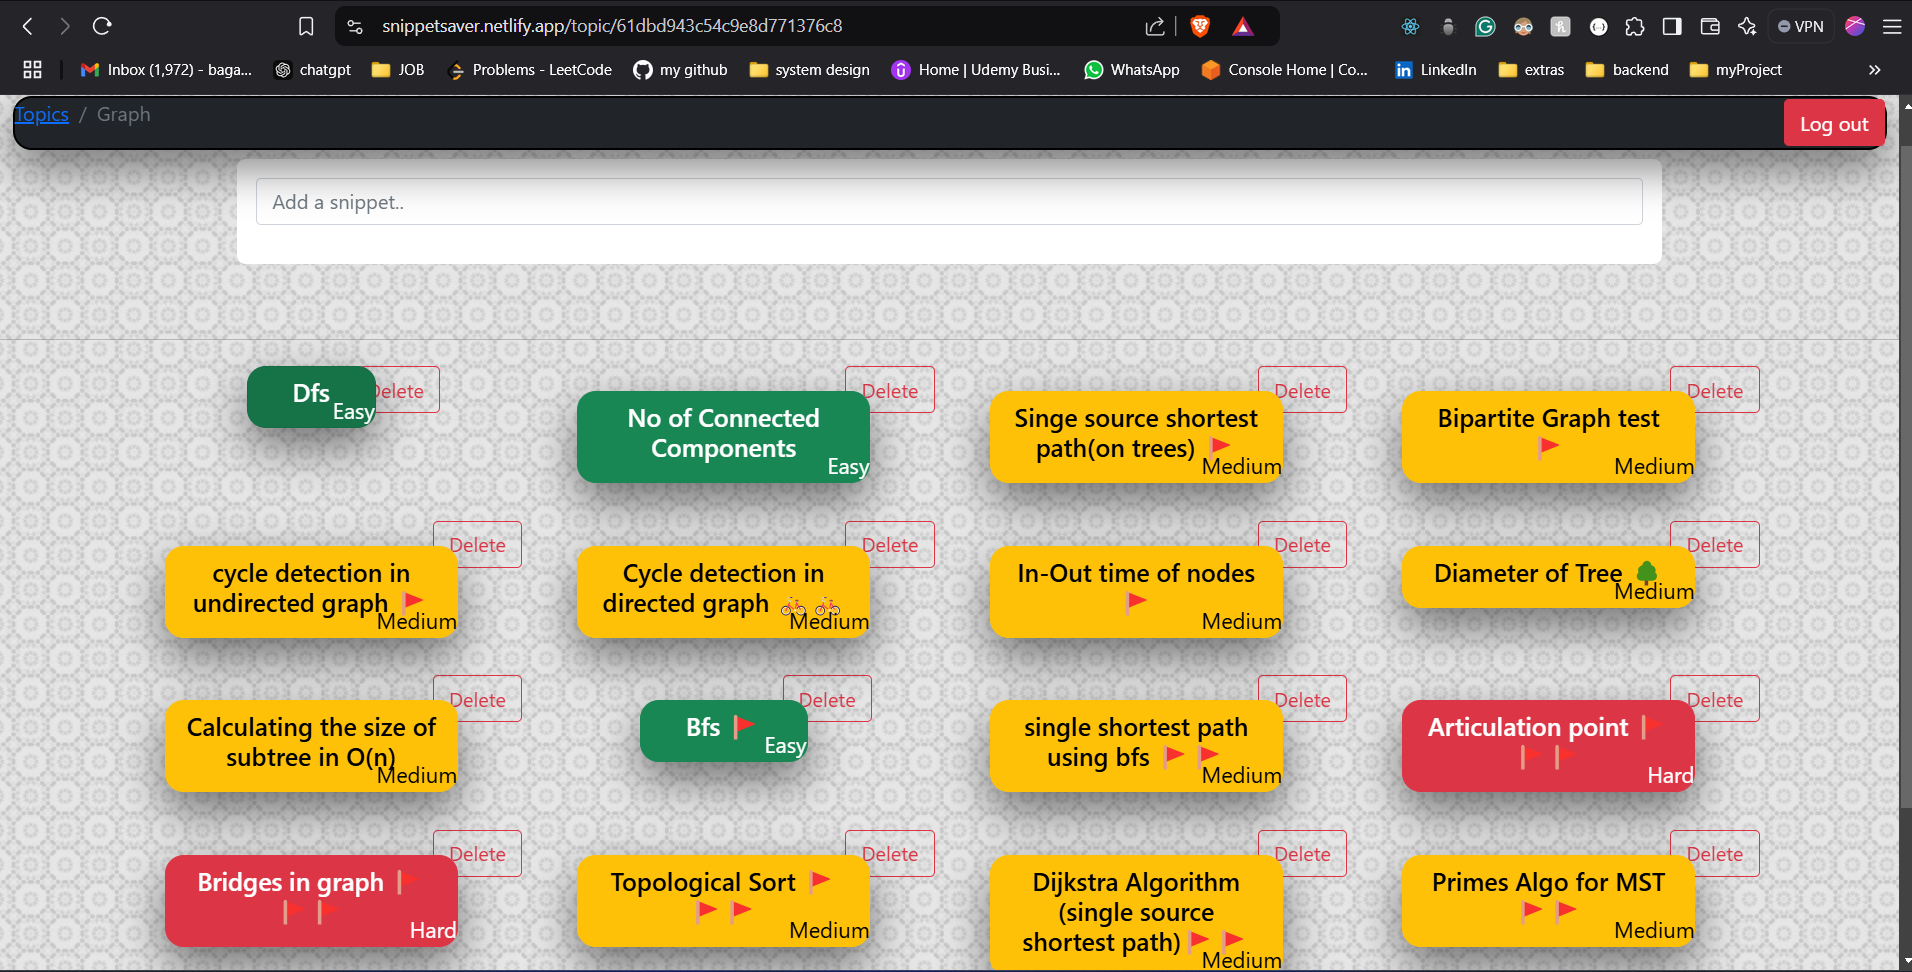 snippetsaver.netlify.app/topic/61dbd943c54c9e8d771376c8
VPN
Inbox (1,972) - baga...
chatgpt
JOB
Problems - LeetCode
my github
system design
Home | Udemy Busi...
WhatsApp
Console Home | Co...
LinkedIn
extras
backend
myProject
Topics / Graph
Log out
Add a snippet..
Dfs
Easy
Delete
No of Connected
Components
Easy
Delete
Singe source shortest
path(on trees) 🚩
Medium
Delete
Bipartite Graph test
🚩
Medium
Delete
cycle detection in
undirected graph 🚩
Medium
Delete
Cycle detection in
directed graph 🚲 🚲
Medium
Delete
In-Out time of nodes
🚩
Medium
Delete
Diameter of Tree 🌳
Medium
Delete
Calculating the size of
subtree in O(n)
Medium
Delete
Bfs 🚩
Easy
Delete
single shortest path
using bfs 🚩 🚩
Medium
Delete
Articulation point 🚩
🚩 🚩
Hard
Delete
Bridges in graph 🚩
🚩 🚩
Hard
Delete
Topological Sort 🚩
🚩 🚩
Medium
Delete
Dijkstra Algorithm
(single source
shortest path) 🚩 🚩
Medium
Delete
Primes Algo for MST
🚩 🚩
Medium
Delete